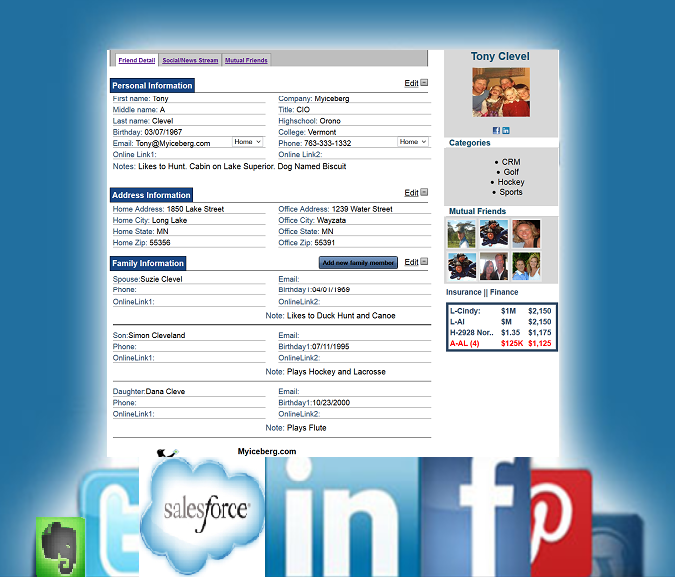 Friend Detail Social/News Stream Mutual Friends
Tony Clevel
Personal Information Edit
First name: Tony Company: Myiceberg
Middle name: A Title: CIO
Last name: Clevel Highschool: Orono
Birthday: 03/07/1967 College: Vermont
Email: Tony@Myiceberg.com Home Phone: 763-333-1332 Home
Online Link1: Online Link2:
Notes: Likes to Hunt. Cabin on Lake Superior. Dog Named Biscuit
f in
Categories
CRM
Golf
Hockey
Sports
Address Information Edit
Home Address: 1850 Lake Street Office Address: 1239 Water Street
Home City: Long Lake Office City: Wayzata
Home State: MN Office State: MN
Home Zip: 55356 Office Zip: 55391
Mutual Friends
Family Information Add new family member Edit
Spouse:Suzie Clevel Email:
Phone: Birthday1:04/01/1969
OnlineLink1: OnlineLink2:
Note: Likes to Duck Hunt and Canoe
Son:Simon Cleveland Email:
Phone: Birthday1:07/11/1995
OnlineLink1: OnlineLink2:
Note: Plays Hockey and Lacrosse
Daughter:Dana Cleve Email:
Phone: Birthday1:10/23/2000
OnlineLink1: OnlineLink2:
Note: Plays Flute
Insurance || Finance
L-Cindy: $1M $2,150
L-Al $M $2,150
H-2928 Nor.. $1.35 $1,175
A-AL (4) $125K $1,125
Myiceberg.com
salesforce
in
f